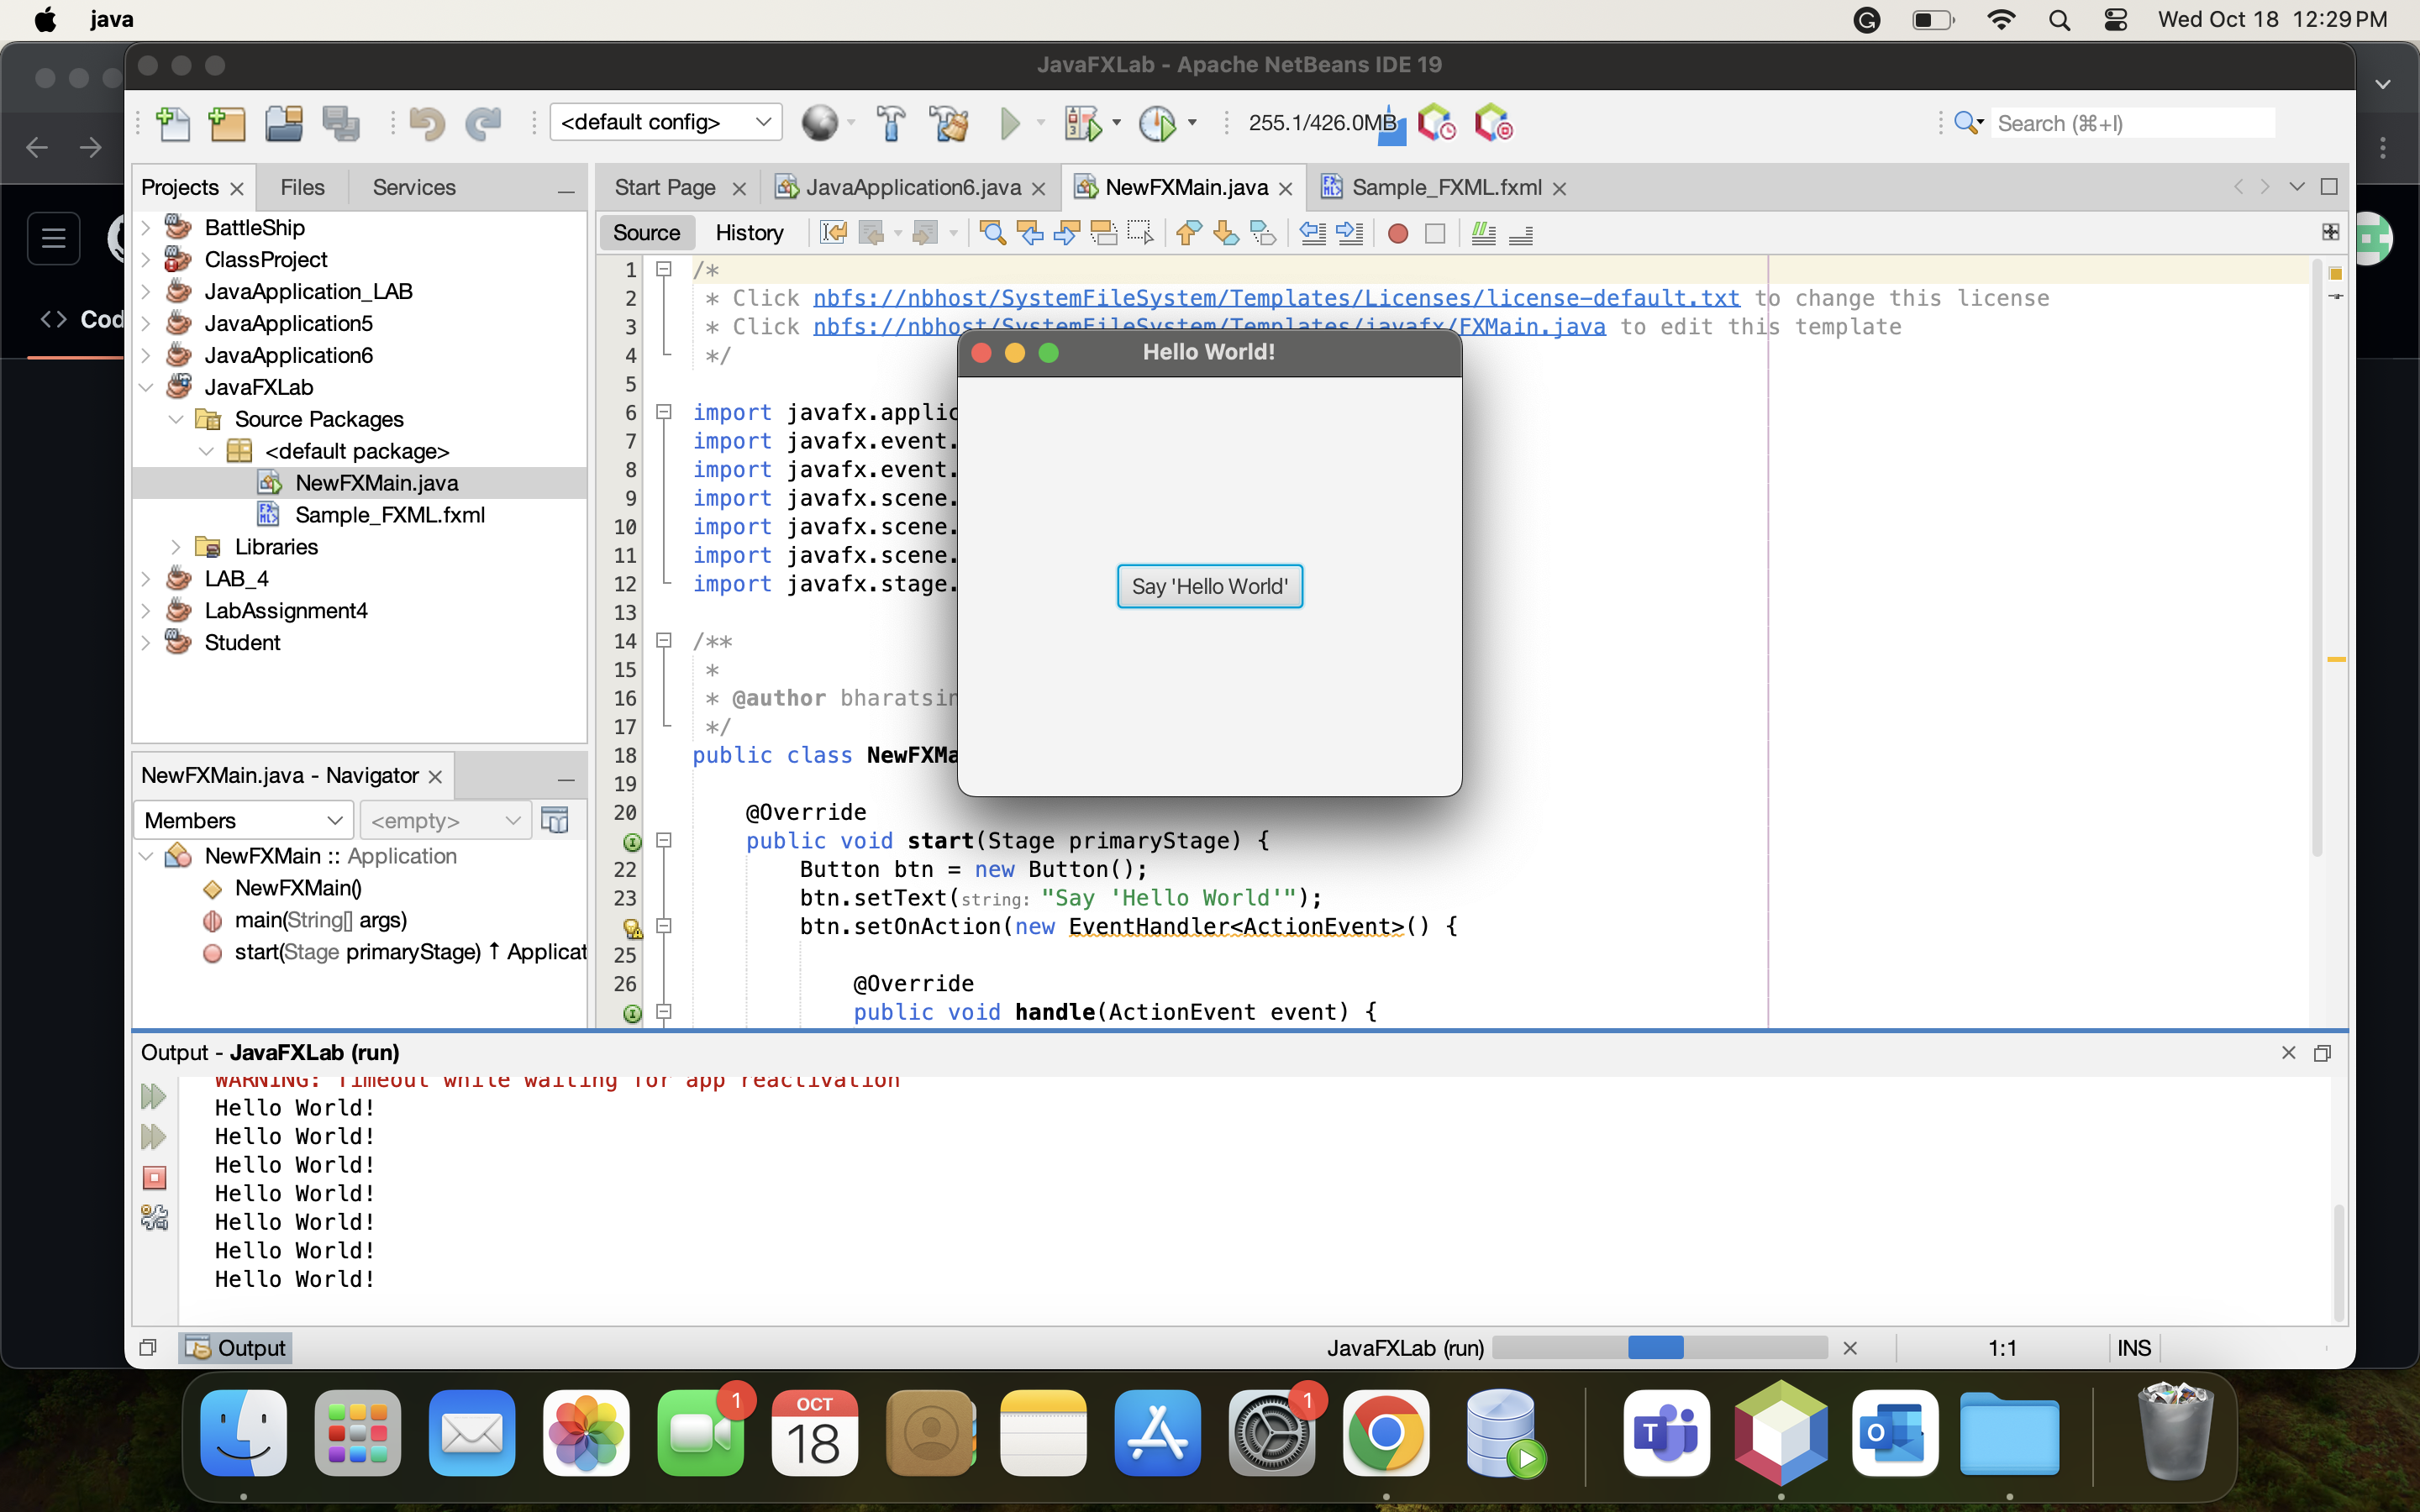 java
Wed Oct 18 12:29 PM
JavaFXLab - Apache NetBeans IDE 19
<default config>
255.1/426.0MB
Search (⌘+I)
Projects
Files
Services
Start Page
JavaApplication6.java
NewFXMain.java
Sample_FXML.fxml
Source
History
Cod
BattleShip
ClassProject
JavaApplication_LAB
JavaApplication5
JavaApplication6
JavaFXLab
Source Packages
<default package>
NewFXMain.java
Sample_FXML.fxml
Libraries
LAB_4
LabAssignment4
Student
1 /*
2 * Click nbfs://nbhost/SystemFileSystem/Templates/Licenses/license-default.txt to change this license
3 * Click nbfs://nbhost/SystemFileSystem/Templates/javafx/FXMain.java to edit this template
4 */
5
6 import javafx.applic
7 import javafx.event.
8 import javafx.event.
9 import javafx.scene.
10 import javafx.scene.
11 import javafx.scene.
12 import javafx.stage.
13
14 /**
15 *
16 * @author bharatsin
17 */
18 public class NewFXMa
19
20 @Override
public void start(Stage primaryStage) {
22 Button btn = new Button();
23 btn.setText(string: "Say 'Hello World'");
btn.setOnAction(new EventHandler<ActionEvent>() {
25
26 @Override
public void handle(ActionEvent event) {
Hello World!
Say 'Hello World'
NewFXMain.java - Navigator
Members
<empty>
NewFXMain :: Application
NewFXMain()
main(String[] args)
start(Stage primaryStage) ↑ Applicat
Output - JavaFXLab (run)
WARNING: Timeout while waiting for app reactivation
Hello World!
Hello World!
Hello World!
Hello World!
Hello World!
Hello World!
Hello World!
Output
JavaFXLab (run)
1:1
INS
1
OCT
18
1
T
O